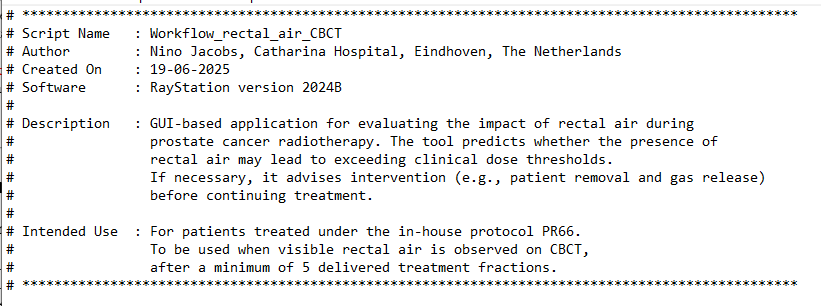 # *************************************************************************************************
# Script Name   : Workflow_rectal_air_CBCT
# Author        : Nino Jacobs, Catharina Hospital, Eindhoven, The Netherlands
# Created On    : 19-06-2025
# Software      : RayStation version 2024B
#
# Description   : GUI-based application for evaluating the impact of rectal air during
#                 prostate cancer radiotherapy. The tool predicts whether the presence of
#                 rectal air may lead to exceeding clinical dose thresholds.
#                 If necessary, it advises intervention (e.g., patient removal and gas release)
#                 before continuing treatment.
#
# Intended Use  : For patients treated under the in-house protocol PR66.
#                 To be used when visible rectal air is observed on CBCT,
#                 after a minimum of 5 delivered treatment fractions.
# *************************************************************************************************